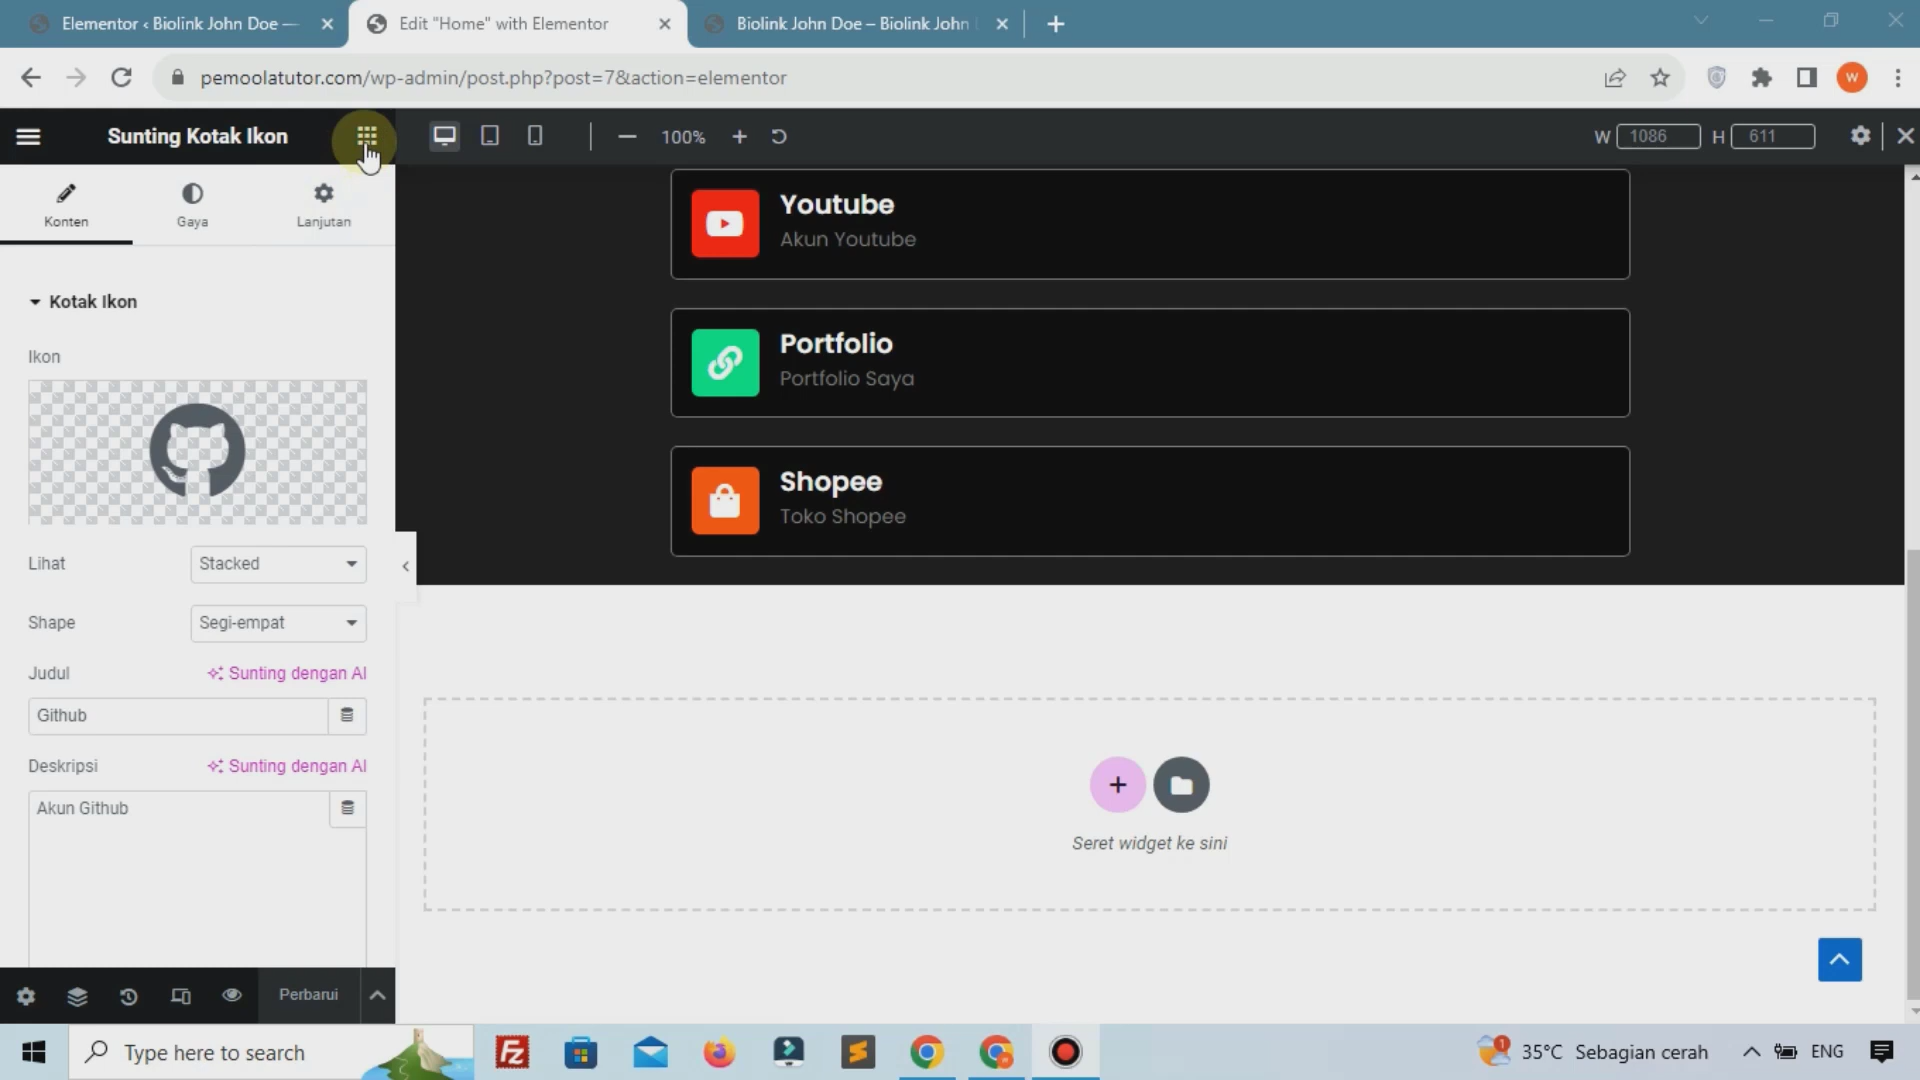 Elementor ‹ Biolink John Doe —
Edit "Home" with Elementor
Biolink John Doe – Biolink John
pemoolatutor.com/wp-admin/post.php?post=7&action=elementor
W
Sunting Kotak Ikon
100%
W 1086 H 611
Konten
Gaya
Lanjutan
Kotak Ikon
Ikon
Lihat
Stacked
Shape
Segi-empat
Judul
Sunting dengan AI
Github
Deskripsi
Sunting dengan AI
Akun Github
Perbarui
Youtube
Akun Youtube
Portfolio
Portfolio Saya
Shopee
Toko Shopee
Seret widget ke sini
Type here to search
Fz
1
35°C Sebagian cerah
ENG